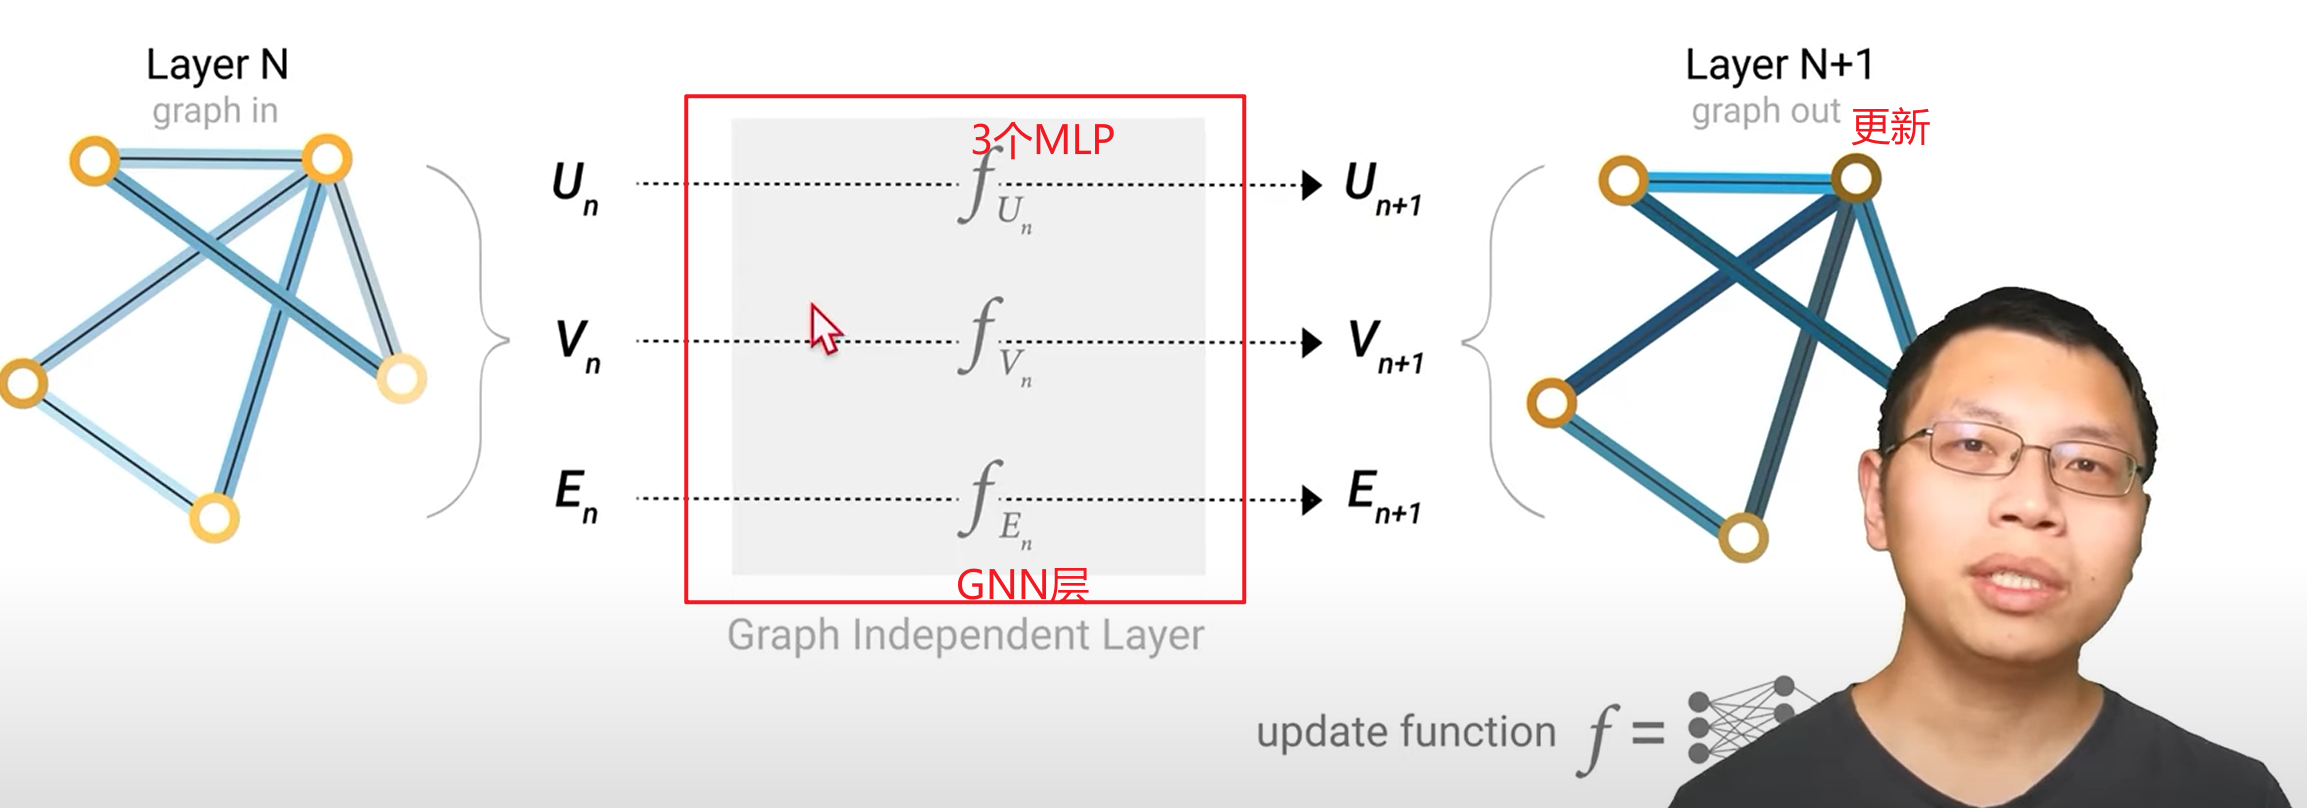 Layer N
graph in
Layer N+1
graph out
更新
3个MLP
U_n
f_{U_n}
U_{n+1}
V_n
f_{V_n}
V_{n+1}
E_n
f_{E_n}
E_{n+1}
GNN层
Graph Independent Layer
update function f =